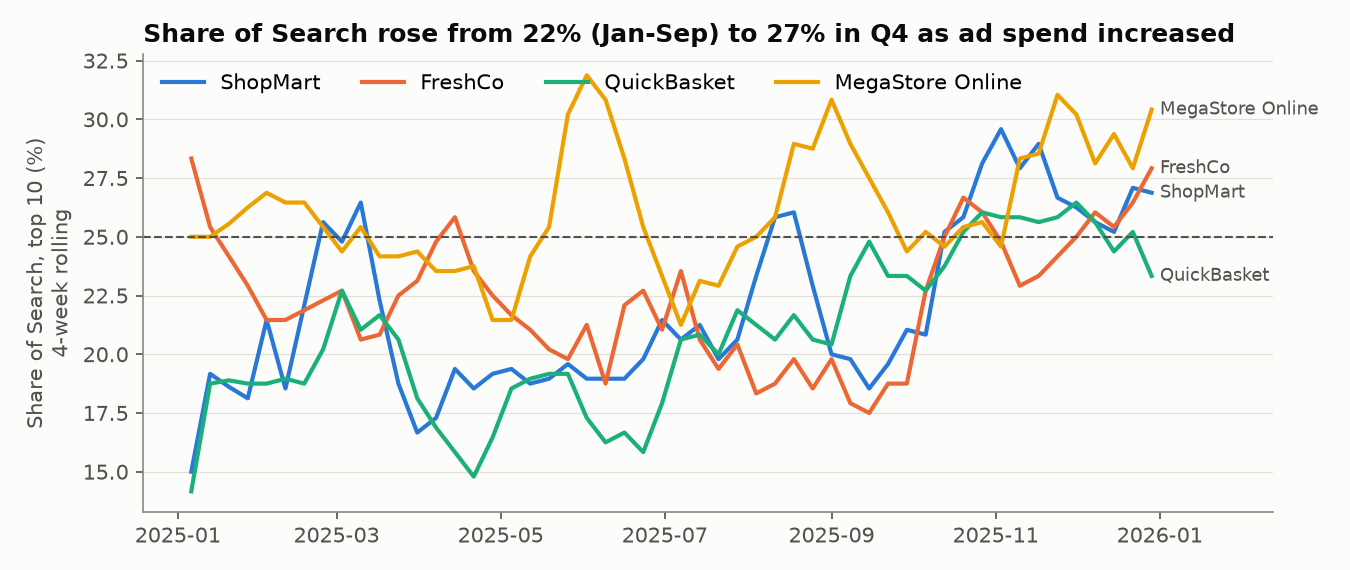 Share of Search rose from 22% (Jan-Sep) to 27% in Q4 as ad spend increased
ShopMart
FreshCo
QuickBasket
MegaStore Online
Share of Search, top 10 (%)
4-week rolling
32.5
30.0
27.5
25.0
22.5
20.0
17.5
15.0
MegaStore Online
FreshCo
ShopMart
QuickBasket
2025-01
2025-03
2025-05
2025-07
2025-09
2025-11
2026-01